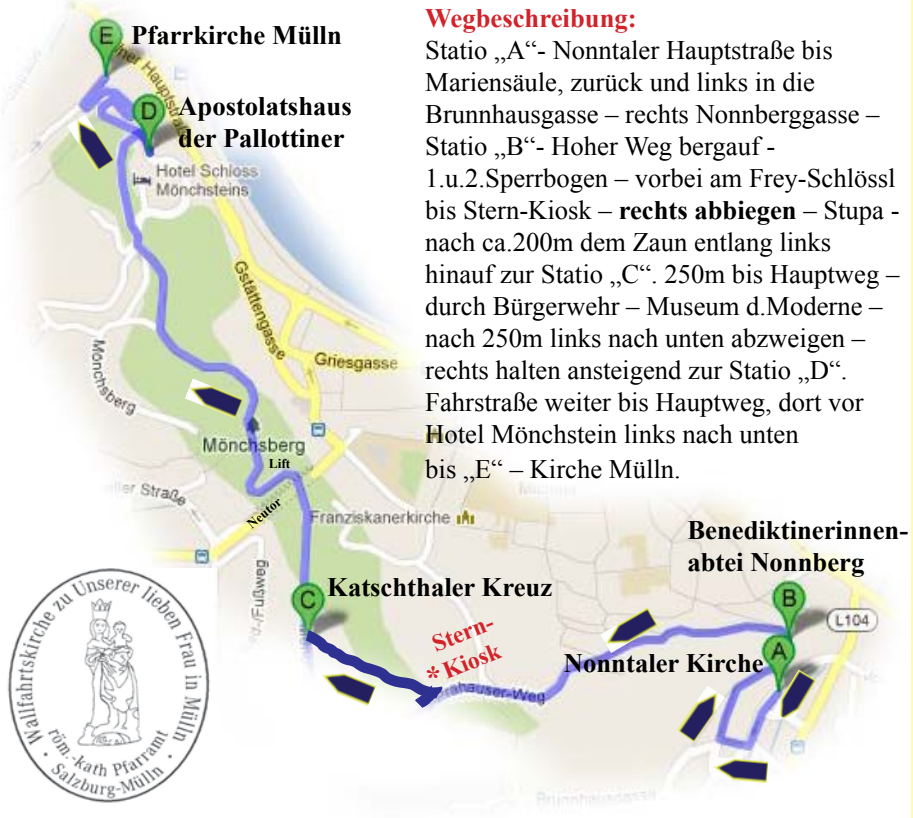 Wegbeschreibung:
Statio „A“- Nonntaler Hauptstraße bis
Mariensäule, zurück und links in die
Brunnhausgasse – rechts Nonnberggasse –
Statio „B“- Hoher Weg bergauf -
1.u.2.Sperrbogen – vorbei am Frey-Schlössl
bis Stern-Kiosk – rechts abbiegen – Stupa -
nach ca.200m dem Zaun entlang links
hinauf zur Statio „C“. 250m bis Hauptweg –
durch Bürgerwehr – Museum d.Moderne –
nach 250m links nach unten abzweigen –
rechts halten ansteigend zur Statio „D“.
Fahrstraße weiter bis Hauptweg, dort vor
Hotel Mönchstein links nach unten
bis „E“ – Kirche Mülln.
E
Pfarrkirche Mülln
D
Apostolatshaus
der Pallottiner
Hotel Schloss
Mönchsteins
Gstättengasse
Griesgasse
Mönchsberg
Mönchsberg
Lift
Neutor
Straße
Franziskanerkirche
C
Katschthaler Kreuz
Stern-
* Kiosk
Benediktinerinnen-
abtei Nonnberg
B
L104
A
Nonntaler Kirche
Brunnhausgasse
Wallfahrtskirche zu Unserer lieben Frau in Mülln
röm.-kath Pfarramt
Salzburg-Mülln